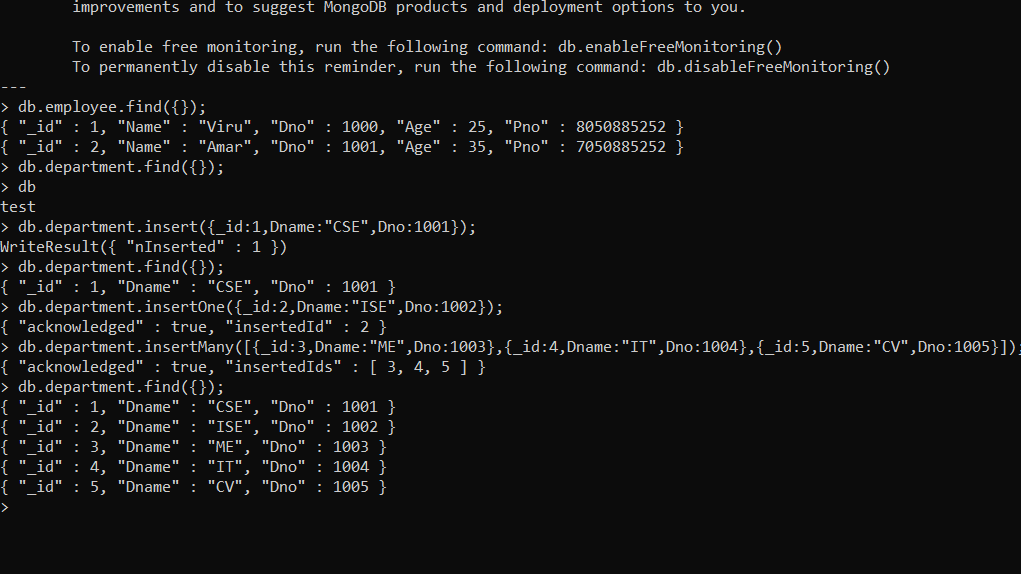 improvements and to suggest MongoDB products and deployment options to you.
To enable free monitoring, run the following command: db.enableFreeMonitoring()
To permanently disable this reminder, run the following command: db.disableFreeMonitoring()
---
> db.employee.find({});
{ "_id" : 1, "Name" : "Viru", "Dno" : 1000, "Age" : 25, "Pno" : 8050885252 }
{ "_id" : 2, "Name" : "Amar", "Dno" : 1001, "Age" : 35, "Pno" : 7050885252 }
> db.department.find({});
> db
test
> db.department.insert({_id:1,Dname:"CSE",Dno:1001});
WriteResult({ "nInserted" : 1 })
> db.department.find({});
{ "_id" : 1, "Dname" : "CSE", "Dno" : 1001 }
> db.department.insertOne({_id:2,Dname:"ISE",Dno:1002});
{ "acknowledged" : true, "insertedId" : 2 }
> db.department.insertMany([{_id:3,Dname:"ME",Dno:1003},{_id:4,Dname:"IT",Dno:1004},{_id:5,Dname:"CV",Dno:1005}]);
{ "acknowledged" : true, "insertedIds" : [ 3, 4, 5 ] }
> db.department.find({});
{ "_id" : 1, "Dname" : "CSE", "Dno" : 1001 }
{ "_id" : 2, "Dname" : "ISE", "Dno" : 1002 }
{ "_id" : 3, "Dname" : "ME", "Dno" : 1003 }
{ "_id" : 4, "Dname" : "IT", "Dno" : 1004 }
{ "_id" : 5, "Dname" : "CV", "Dno" : 1005 }
>